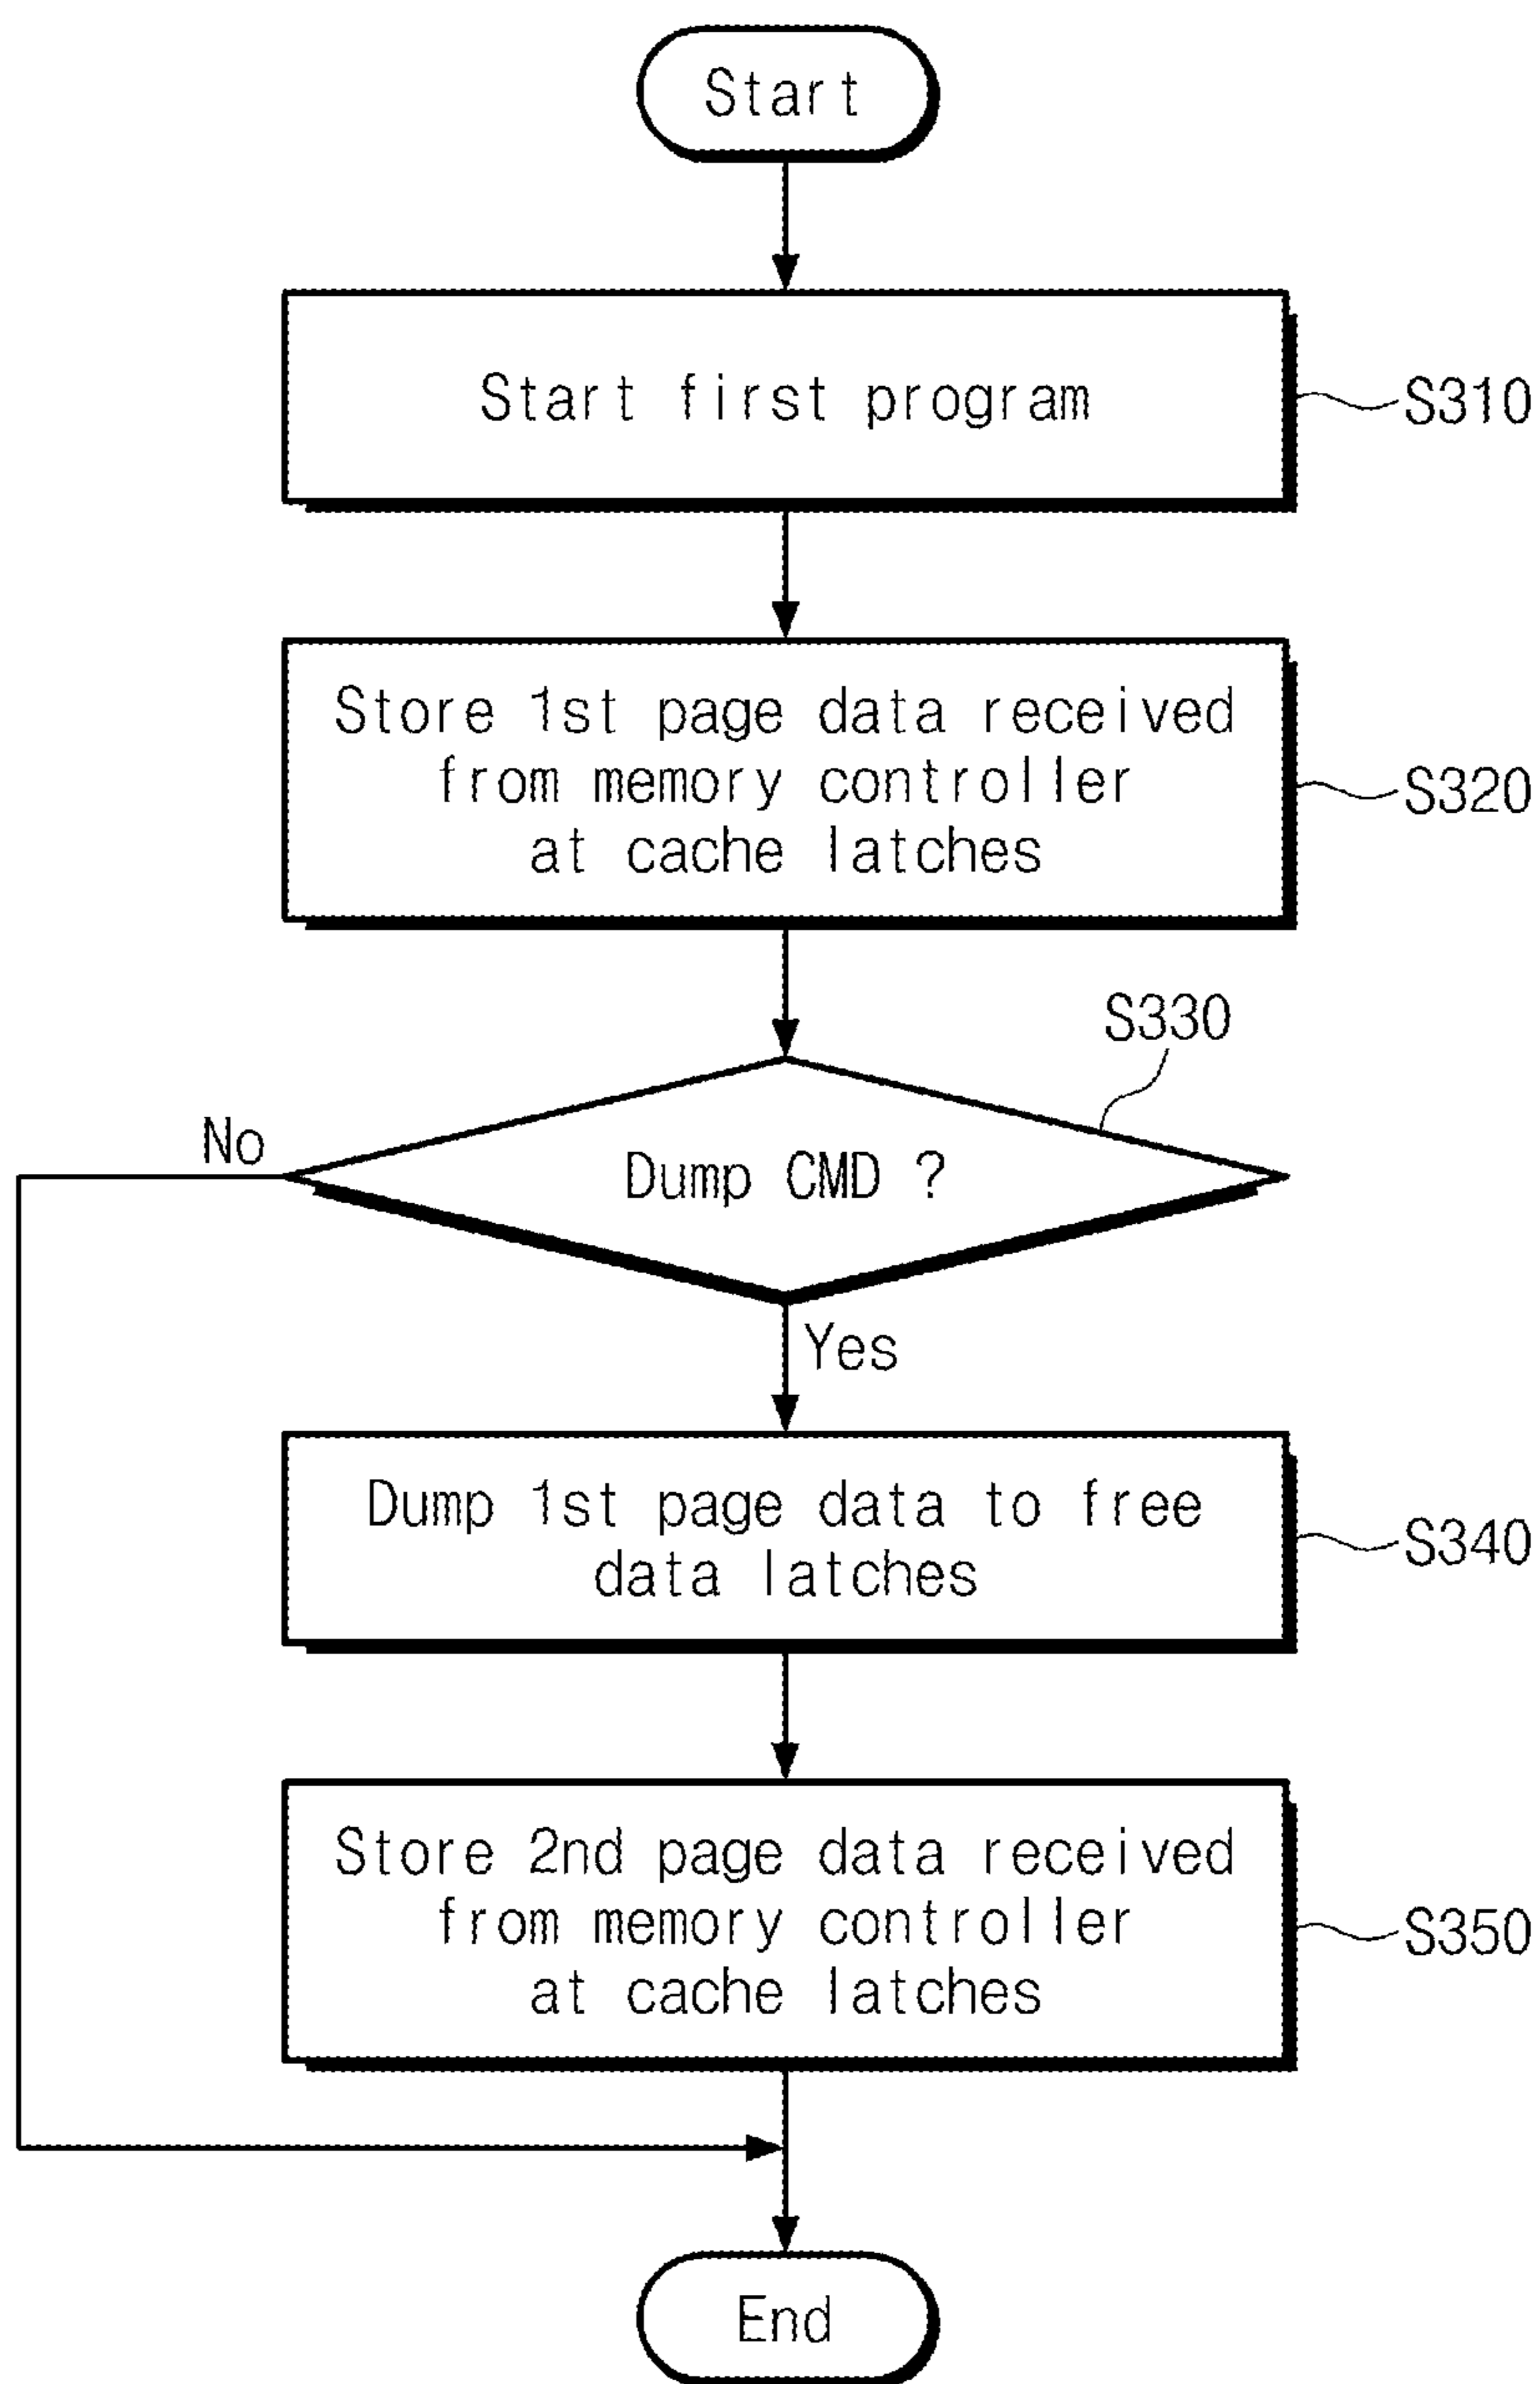 Start
Start first program
S310
Store 1st page data received
from memory controller
at cache latches
S320
S330
No
Dump CMD ?
Yes
Dump 1st page data to free
data latches
S340
Store 2nd page data received
from memory controller
at cache latches
S350
End